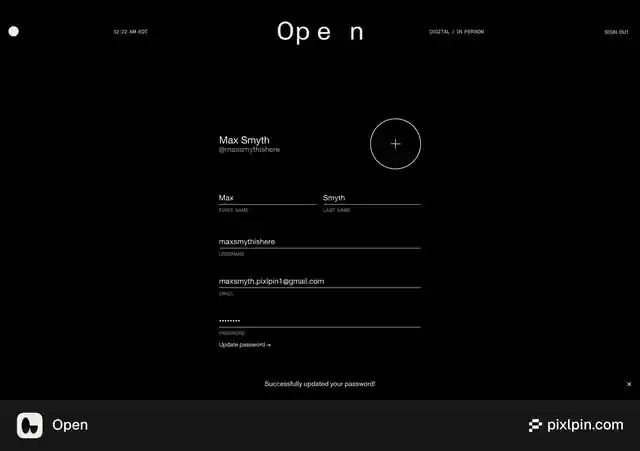 12:22 AM EDT
Op e n
DIGITAL / IN PERSON
SIGN OUT
Max Smyth
@maxsmythishere
Max
Smyth
FIRST NAME
LAST NAME
maxsmythishere
USERNAME
maxsmyth.pixlpin1@gmail.com
EMAIL
••••••••
PASSWORD
Update password →
Successfully updated your password!
×
Open
pixlpin.com